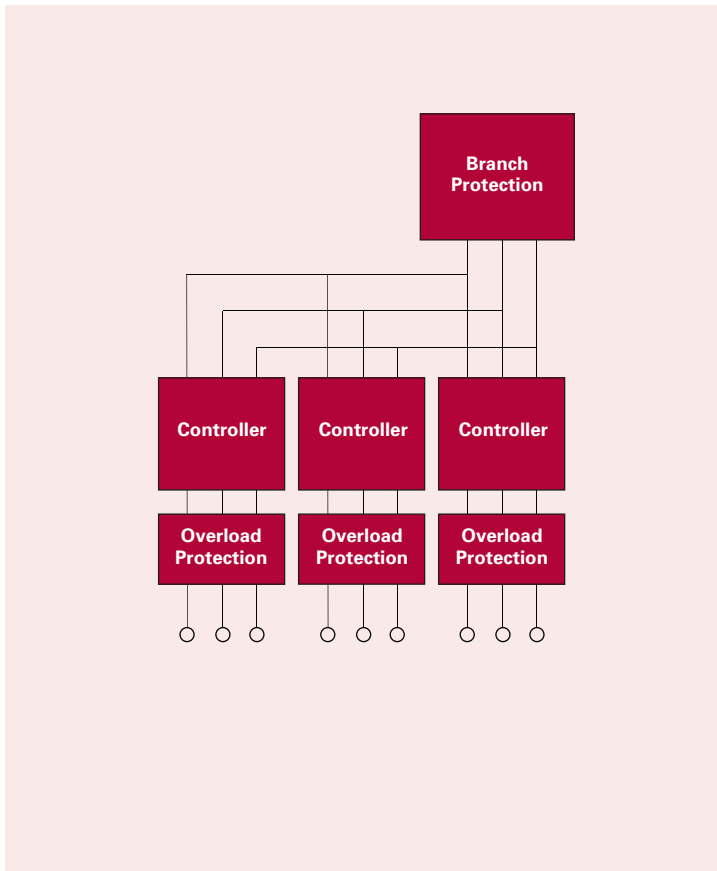 Branch
Protection
Controller
Controller
Controller
Overload
Protection
Overload
Protection
Overload
Protection